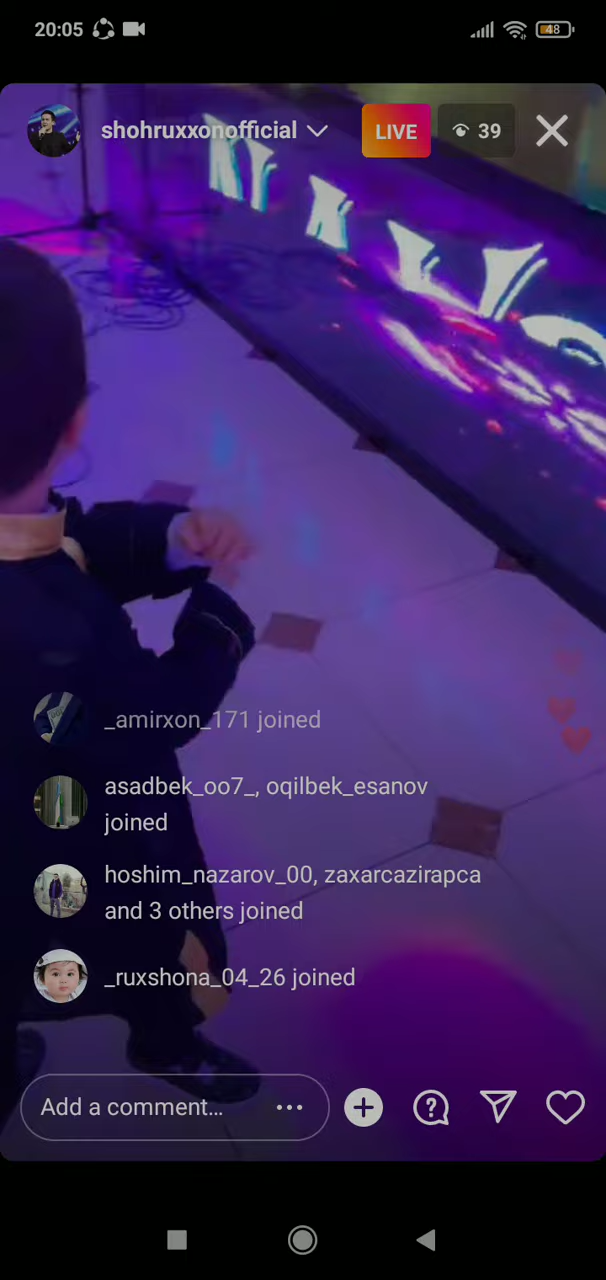 20:05
48
shohruxxonofficial
LIVE
39
_amirxon_171 joined
asadbek_oo7_, oqilbek_esanov
joined
hoshim_nazarov_00, zaxarcazirapca
and 3 others joined
_ruxshona_04_26 joined
Add a comment...